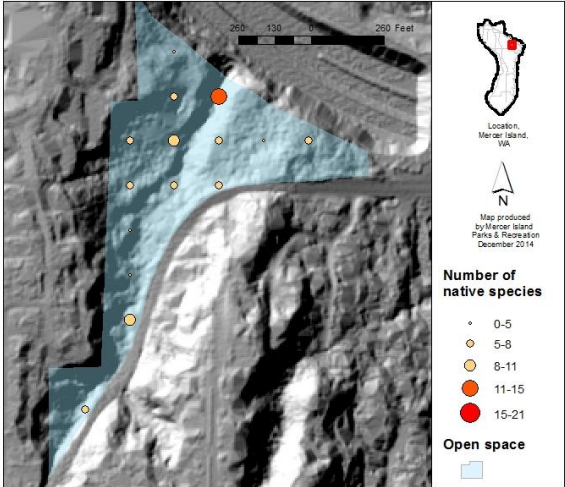 260 130 0 260 Feet
Location,
Mercer Island,
WA
N
Map produced
by Mercer Island
Parks & Recreation
December 2014
Number of
native species
0-5
5-8
8-11
11-15
15-21
Open space